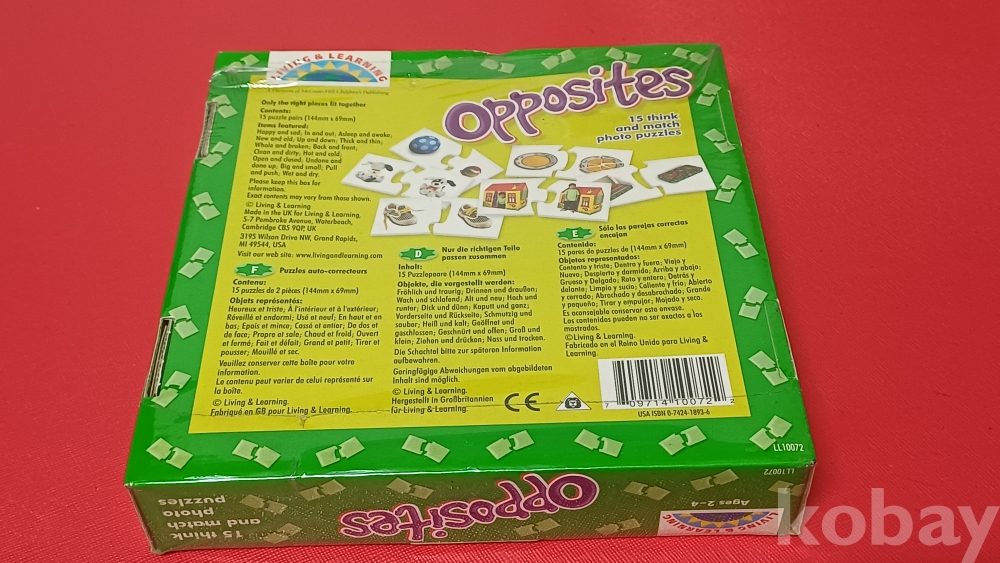 LIVING & LEARNING
Opposites
15 think
and match
photo puzzles
Only the right pieces fit together
Contents:
15 puzzle pairs (144mm x 69mm)
Items featured:
Happy and sad; In and out; Asleep and awake;
New and old; Up and down; Thick and thin;
Whole and broken; Back and front;
Clean and dirty; Hot and cold;
Open and closed; Undone and
done up; Big and small; Pull
and push; Wet and dry.
Please keep this box for
information.
Exact contents may vary from those shown.
© Living & Learning
Made in the UK for Living & Learning,
5-7 Pembroke Avenue, Waterbeach,
Cambridge CB5 9QP, UK
3195 Wilson Drive NW, Grand Rapids,
MI 49544, USA
Visit our web site: www.livingandlearning.com
F Puzzles auto-correcteurs
Contenu:
15 puzzles de 2 pièces (144mm x 69mm)
Objets représentés:
Heureux et triste; A l'intérieur et à l'extérieur;
Réveillé et endormi; Usé et neuf; En haut et en
bas; Epais et mince; Cassé et entier; De dos et
de face; Propre et sale; Chaud et froid; Ouvert
et fermé; Fait et défait; Grand et petit; Tirer et
pousser; Mouillé et sec.
Veuillez conserver cette boîte pour votre
information.
Le contenu peut varier de celui représenté sur
la boîte.
© Living & Learning.
Fabriqué en GB pour Living & Learning.
D Nur die richtigen Teile
passen zusammen
Inhalt:
15 Puzzlepaare (144mm x 69mm)
Objekte, die vorgestellt werden:
Fröhlich und traurig; Drinnen und draußen;
Wach und schlafend; Alt und neu; Hoch und
runter; Dick und dünn; Kaputt und ganz;
Vorderseite und Rückseite; Schmutzig und
sauber; Heiß und kalt; Geöffnet und
geschlossen; Geschnürt und offen; Groß und
klein; Ziehen und drücken; Nass und trocken.
Die Schachtel bitte zur späteren Information
aufbewahren.
Geringfügige Abweichungen vom abgebildeten
Inhalt sind möglich.
© Living & Learning.
Hergestellt in Großbritannien
für Living & Learning.
CE
E Sólo las parejas correctas
encajan
Contenido:
15 pares de puzzles de (144mm x 69mm)
Objetos representados:
Contento y triste; Dentro y fuera; Viejo y
Nuevo; Despierto y dormido; Arriba y abajo;
Grueso y Delgado; Roto y entero; Detrás y
delante; Limpio y sucio; Caliente y frío; Abierto
y cerrado; Abrochado y desabrochado; Grande
y pequeño; Tirar y empujar; Mojado y seco.
Es aconsejable conservar este envase.
Los contenidos pueden no ser exactos a los
mostrados.
©Living & Learning.
Fabricado en el Reino Unido para Living &
Learning.
7 09714 10072 2
USA ISBN 0-7424-1893-6
LL10072
LL10072
Ages 2-4
LIVING & LEARNING
Opposites
15 think
and match
photo
puzzles
kobay